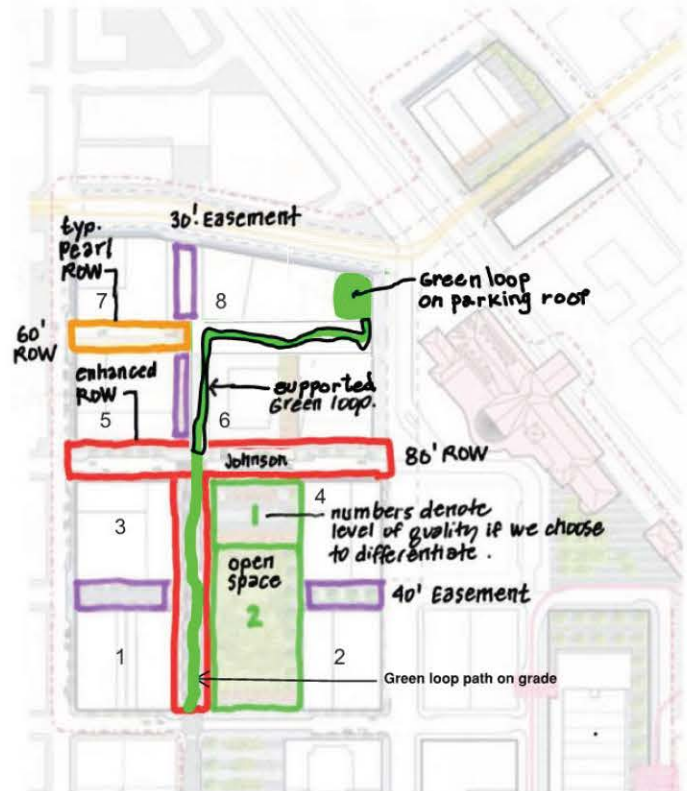 typ.
Pearl
ROW
30' Easement
7
8
Green loop
on parking roof
60'
ROW
enhanced
ROW
supported
Green loop.
5
6
Johnson
80' ROW
3
1
4
numbers denote
level of quality if we choose
to differentiate.
open
space
2
40' Easement
1
2
Green loop path on grade